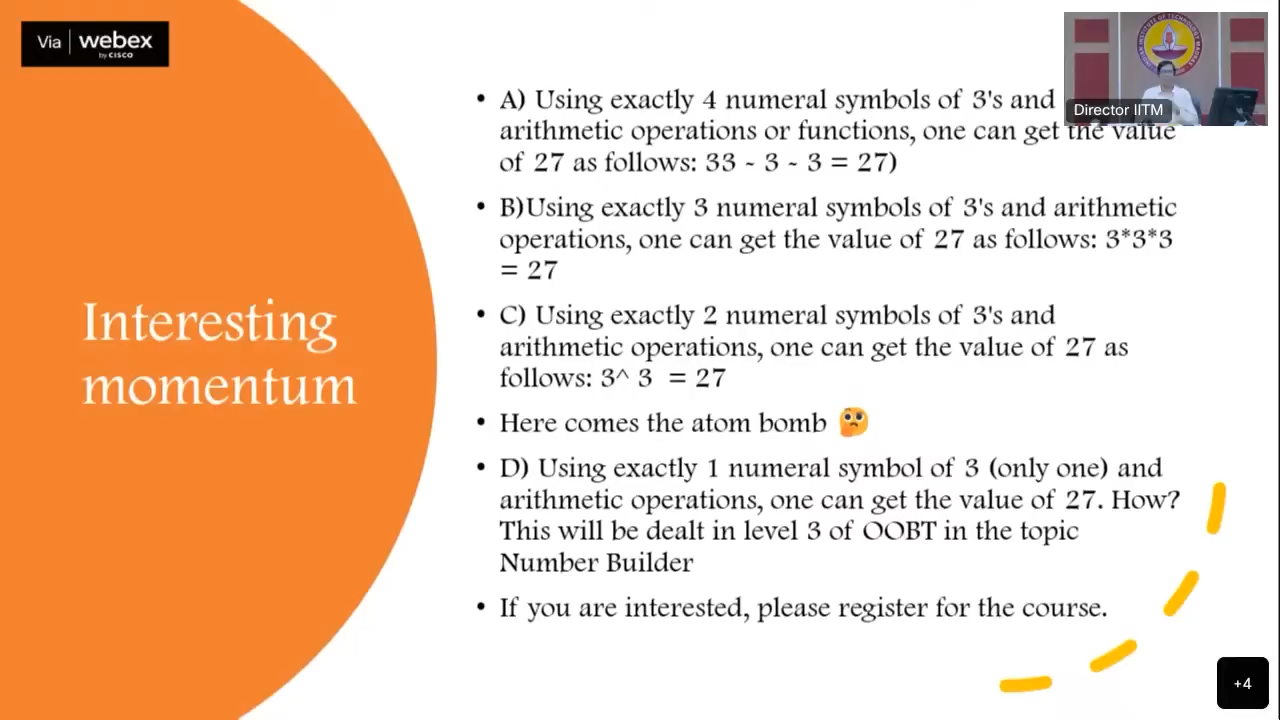 Via webex
by CISCO
Director IITM
Interesting
momentum
• A) Using exactly 4 numeral symbols of 3's and
arithmetic operations or functions, one can get the value
of 27 as follows: 33 - 3 - 3 = 27)
• B)Using exactly 3 numeral symbols of 3's and arithmetic
operations, one can get the value of 27 as follows: 3*3*3
= 27
• C) Using exactly 2 numeral symbols of 3's and
arithmetic operations, one can get the value of 27 as
follows: 3^ 3 = 27
• Here comes the atom bomb 🤔
• D) Using exactly 1 numeral symbol of 3 (only one) and
arithmetic operations, one can get the value of 27. How?
This will be dealt in level 3 of OOBT in the topic
Number Builder
• If you are interested, please register for the course.
+4